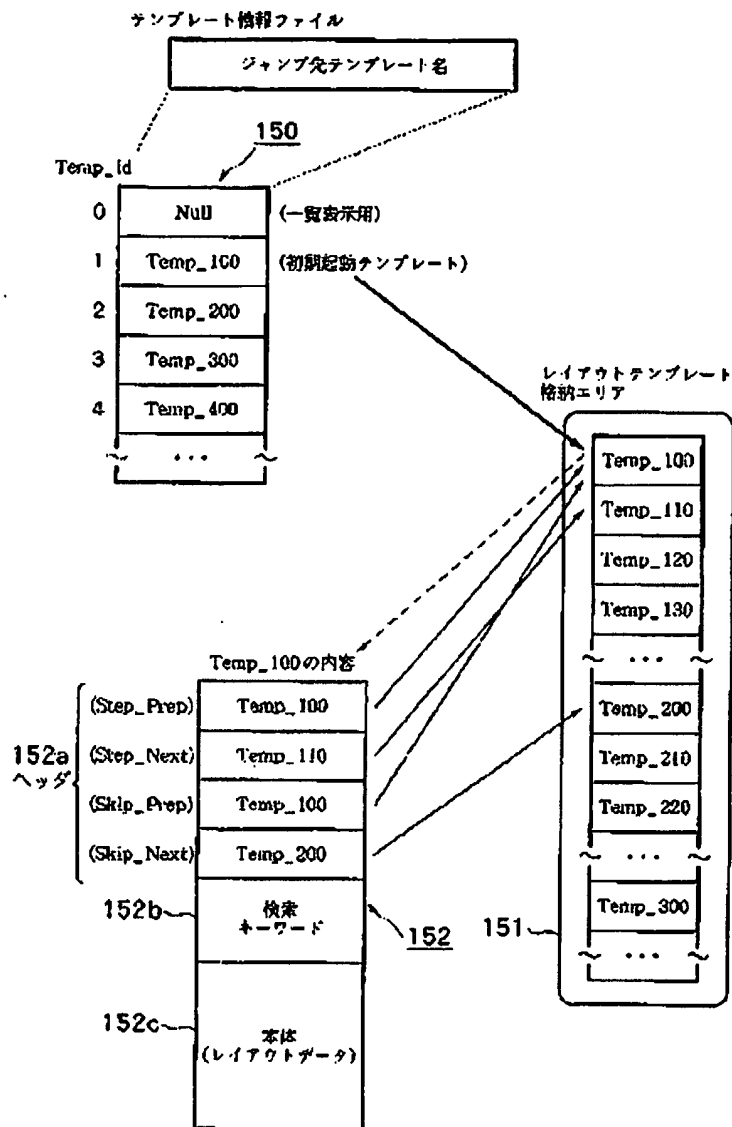 テンプレート情報ファイル
ジャンプ先テンプレート名
150
Temp_id
0 Null (一覧表示用)
1 Temp_100 (初期起動テンプレート)
2 Temp_200
3 Temp_300
4 Temp_400
~ ... ~
レイアウトテンプレート
格納エリア
Temp_100
Temp_110
Temp_120
Temp_130
~ ... ~
Temp_200
Temp_210
Temp_220
~ ... ~
Temp_300
~ ... ~
151
Temp_100の内容
152a
ヘッダ
(Step_Prep) Temp_100
(Step_Next) Temp_110
(Skip_Prep) Temp_100
(Skip_Next) Temp_200
152b
検索
キーワード
152
152c
本体
(レイアウトデータ)